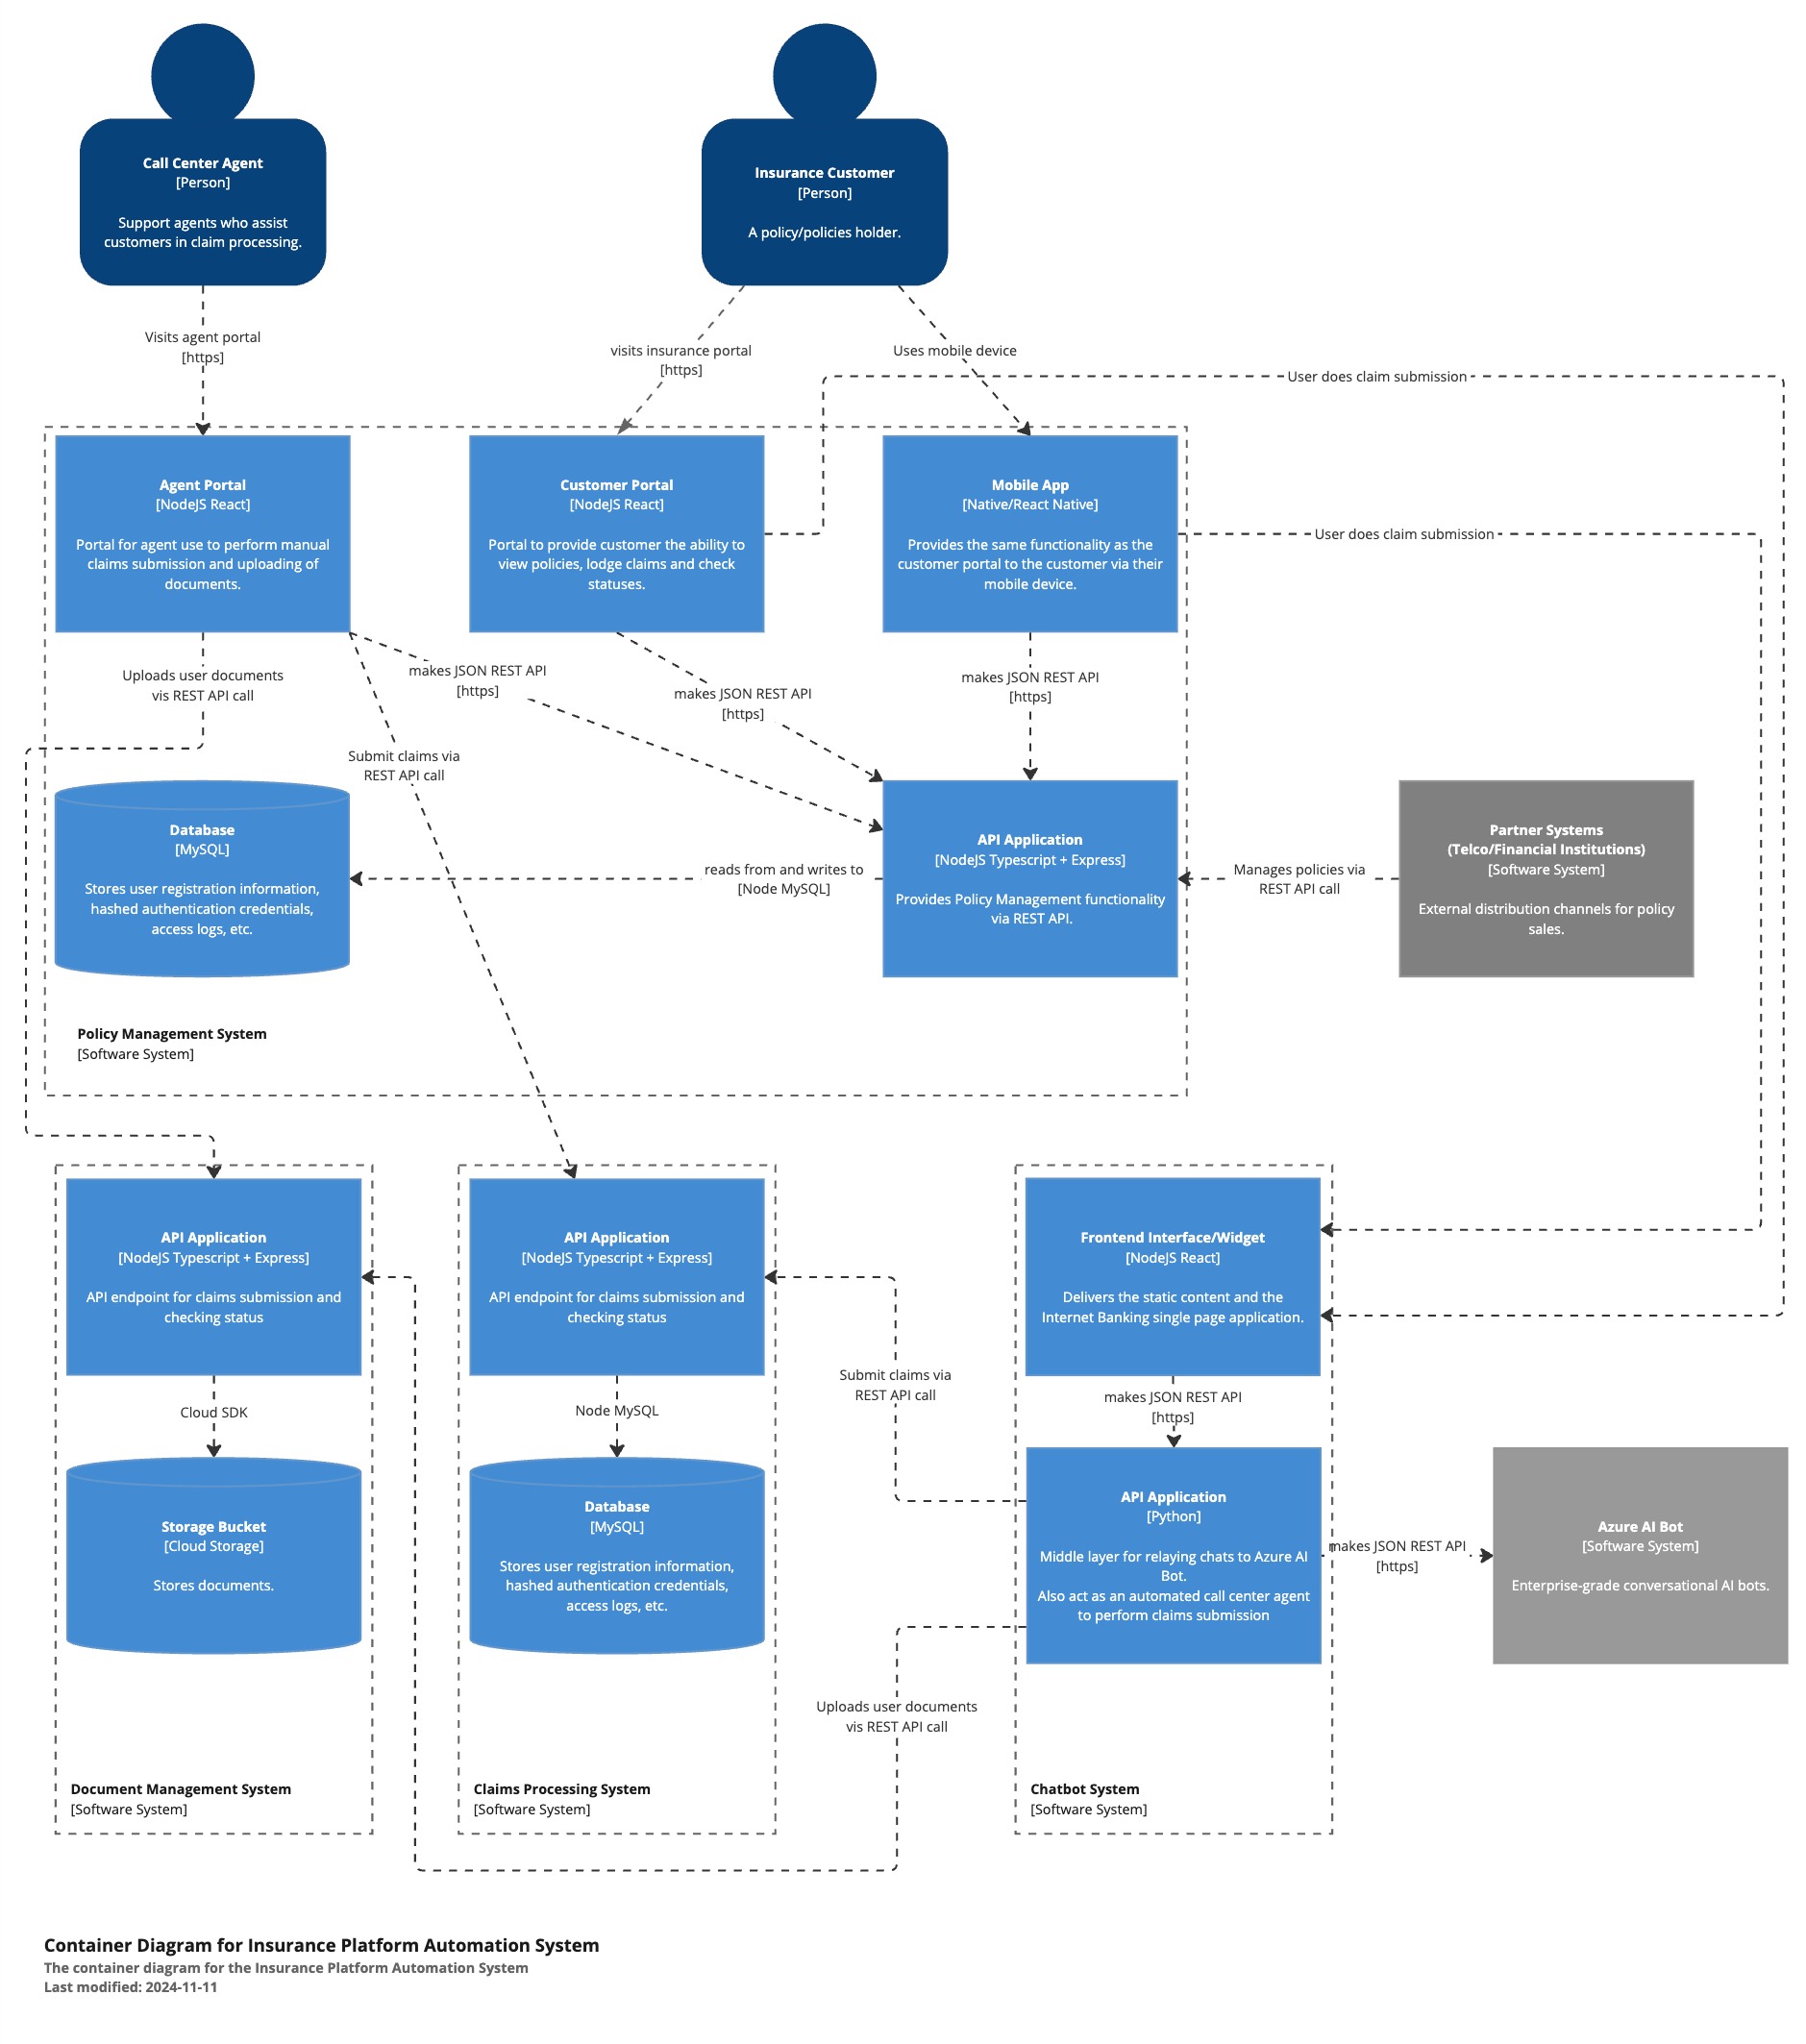 Call Center Agent
[Person]
Support agents who assist
customers in claim processing.
Insurance Customer
[Person]
A policy/policies holder.
Visits agent portal
[https]
visits insurance portal
[https]
Uses mobile device
User does claim submission
Agent Portal
[NodeJS React]
Portal for agent use to perform manual
claims submission and uploading of
documents.
Customer Portal
[NodeJS React]
Portal to provide customer the ability to
view policies, lodge claims and check
statuses.
Mobile App
[Native/React Native]
Provides the same functionality as the
customer portal to the customer via their
mobile device.
User does claim submission
Uploads user documents
vis REST API call
makes JSON REST API
[https]
makes JSON REST API
[https]
makes JSON REST API
[https]
Submit claims via
REST API call
Database
[MySQL]
Stores user registration information,
hashed authentication credentials,
access logs, etc.
reads from and writes to
[Node MySQL]
API Application
[NodeJS Typescript + Express]
Provides Policy Management functionality
via REST API.
Manages policies via
REST API call
Partner Systems
(Telco/Financial Institutions)
[Software System]
External distribution channels for policy
sales.
Policy Management System
[Software System]
API Application
[NodeJS Typescript + Express]
API endpoint for claims submission and
checking status
API Application
[NodeJS Typescript + Express]
API endpoint for claims submission and
checking status
Frontend Interface/Widget
[NodeJS React]
Delivers the static content and the
Internet Banking single page application.
Cloud SDK
Node MySQL
Submit claims via
REST API call
makes JSON REST API
[https]
Storage Bucket
[Cloud Storage]
Stores documents.
Database
[MySQL]
Stores user registration information,
hashed authentication credentials,
access logs, etc.
API Application
[Python]
Middle layer for relaying chats to Azure AI
Bot.
Also act as an automated call center agent
to perform claims submission
makes JSON REST API
[https]
Azure AI Bot
[Software System]
Enterprise-grade conversational AI bots.
Uploads user documents
vis REST API call
Document Management System
[Software System]
Claims Processing System
[Software System]
Chatbot System
[Software System]
Container Diagram for Insurance Platform Automation System
The container diagram for the Insurance Platform Automation System
Last modified: 2024-11-11